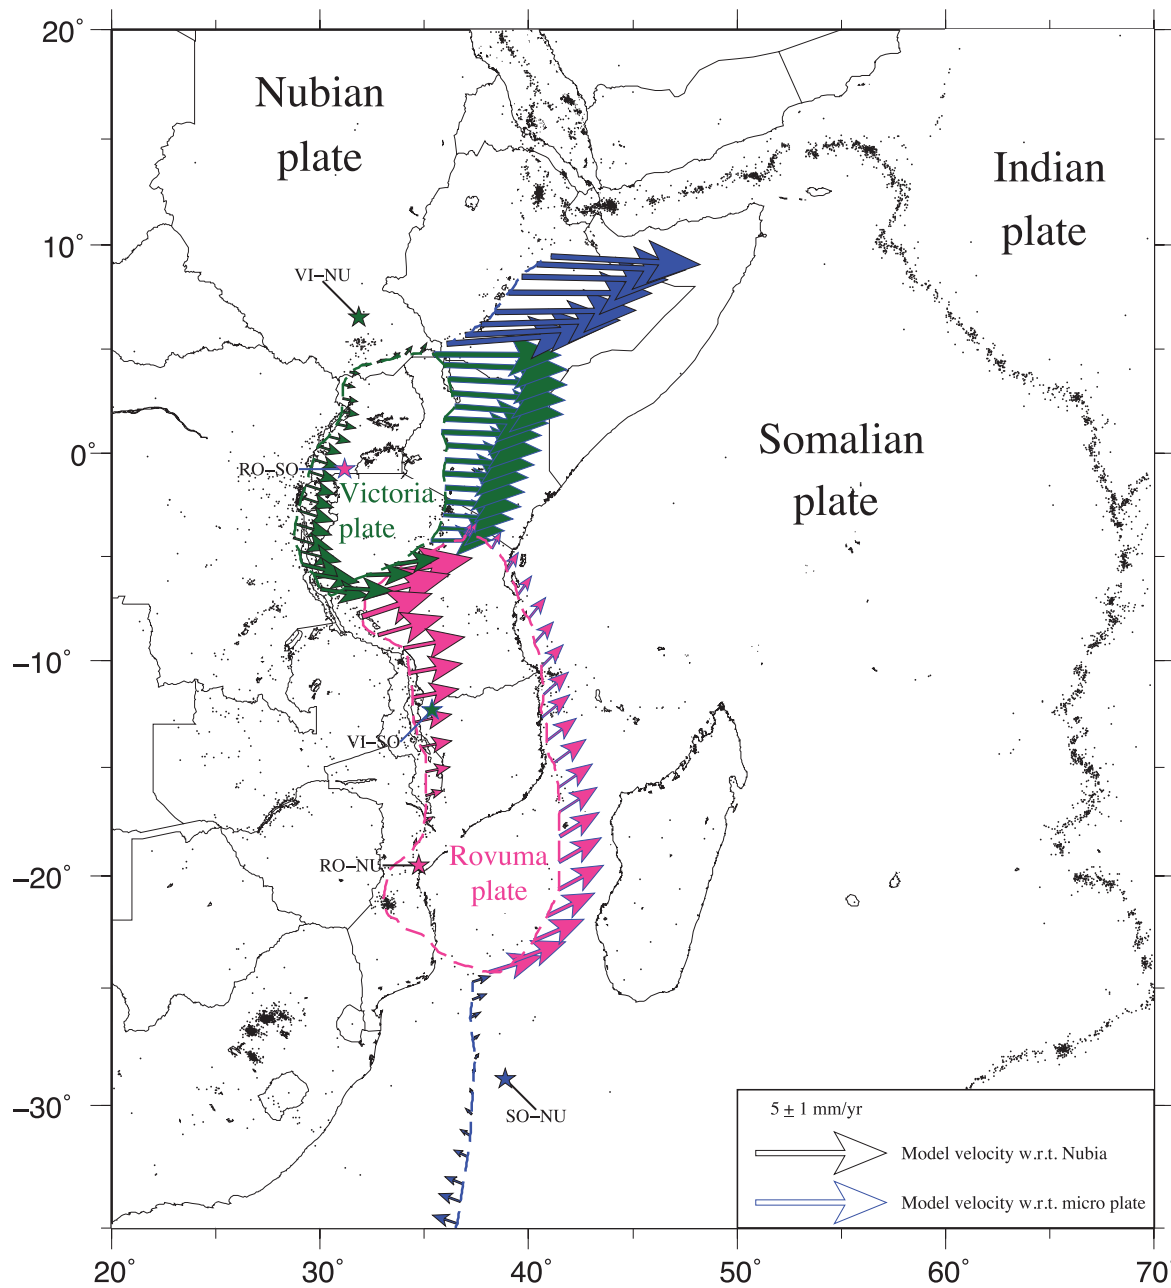 20°
10°
0°
−10°
−20°
−30°
20°
30°
40°
50°
60°
70
Nubian
plate
Indian
plate
VI−NU
Somalian
plate
RO−SO
Victoria
plate
VI−SO
RO−NU
Rovuma
plate
SO−NU
5 ± 1 mm/yr
Model velocity w.r.t. Nubia
Model velocity w.r.t. micro plate